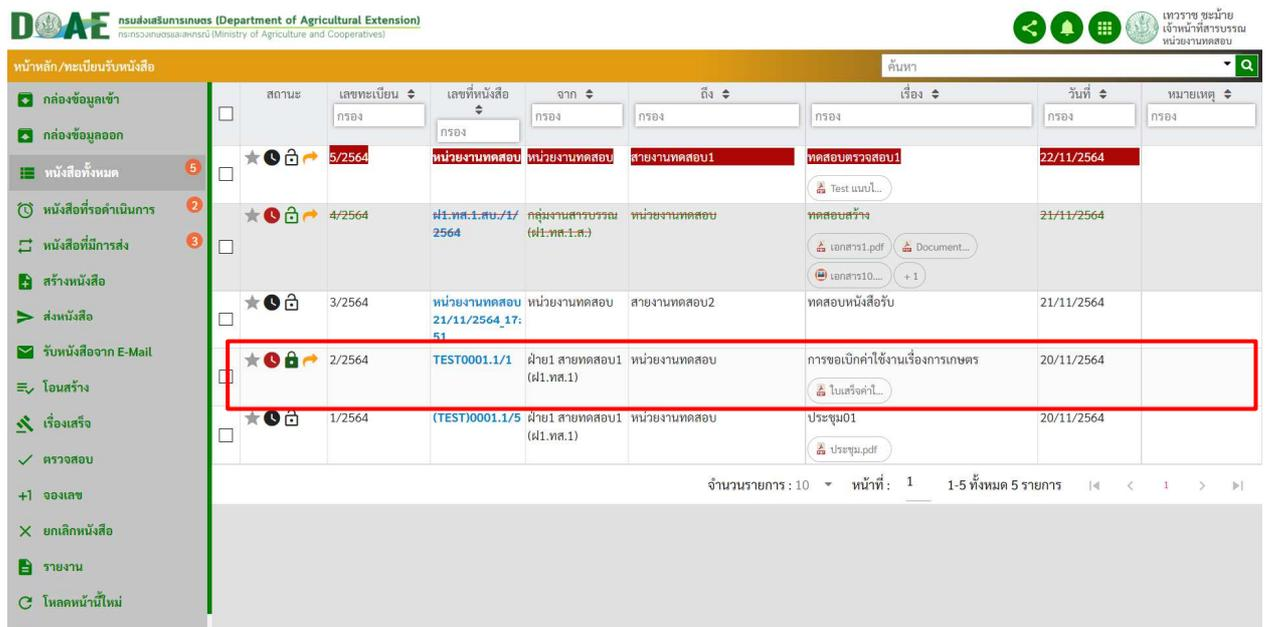 DOAE
กรมส่งเสริมการเกษตร (Department of Agricultural Extension)
กระทรวงเกษตรและสหกรณ์ (Ministry of Agriculture and Cooperatives)
เทวราช ชะม้าย
เจ้าหน้าที่สารบรรณ
หน่วยงานทดสอบ
หน้าหลัก/ทะเบียนรับหนังสือ
ค้นหา
กล่องข้อมูลเข้า
กล่องข้อมูลออก
หนังสือทั้งหมด 5
หนังสือที่รอดำเนินการ 2
หนังสือที่มีการส่ง 3
สร้างหนังสือ
ส่งหนังสือ
รับหนังสือจาก E-Mail
โอนสร้าง
เรื่องเสร็จ
ตรวจสอบ
+1 จองเลข
ยกเลิกหนังสือ
รายงาน
โหลดหน้านี้ใหม่
สถานะ เลขทะเบียน เลขที่หนังสือ จาก ถึง เรื่อง วันที่ หมายเหตุ
กรอง กรอง กรอง กรอง กรอง กรอง กรอง
5/2564 หน่วยงานทดสอบ หน่วยงานทดสอบ สายงานทดสอบ1 ทดสอบตรวจสอบ1 22/11/2564
Test แนบไ...
4/2564 ฝ1.ทส.1.สบ./1/ กลุ่มงานสารบรรณ หน่วยงานทดสอบ ทดสอบสร้าง 21/11/2564
2564 (ฝ1.ทส.1.ส.)
เอกสาร1.pdf Document...
เอกสาร10.... + 1
3/2564 หน่วยงานทดสอบ หน่วยงานทดสอบ สายงานทดสอบ2 ทดสอบหนังสือรับ 21/11/2564
21/11/2564_17:
51
2/2564 TEST0001.1/1 ฝ่าย1 สายทดสอบ1 หน่วยงานทดสอบ การขอเบิกค่าใช้งานเรื่องการเกษตร 20/11/2564
(ฝ1.ทส.1)
ใบเสร็จค่าใ...
1/2564 (TEST)0001.1/5 ฝ่าย1 สายทดสอบ1 หน่วยงานทดสอบ ประชุม01 20/11/2564
(ฝ1.ทส.1)
ประชุม.pdf
จำนวนรายการ : 10 หน้าที่ : 1 1-5 ทั้งหมด 5 รายการ 1